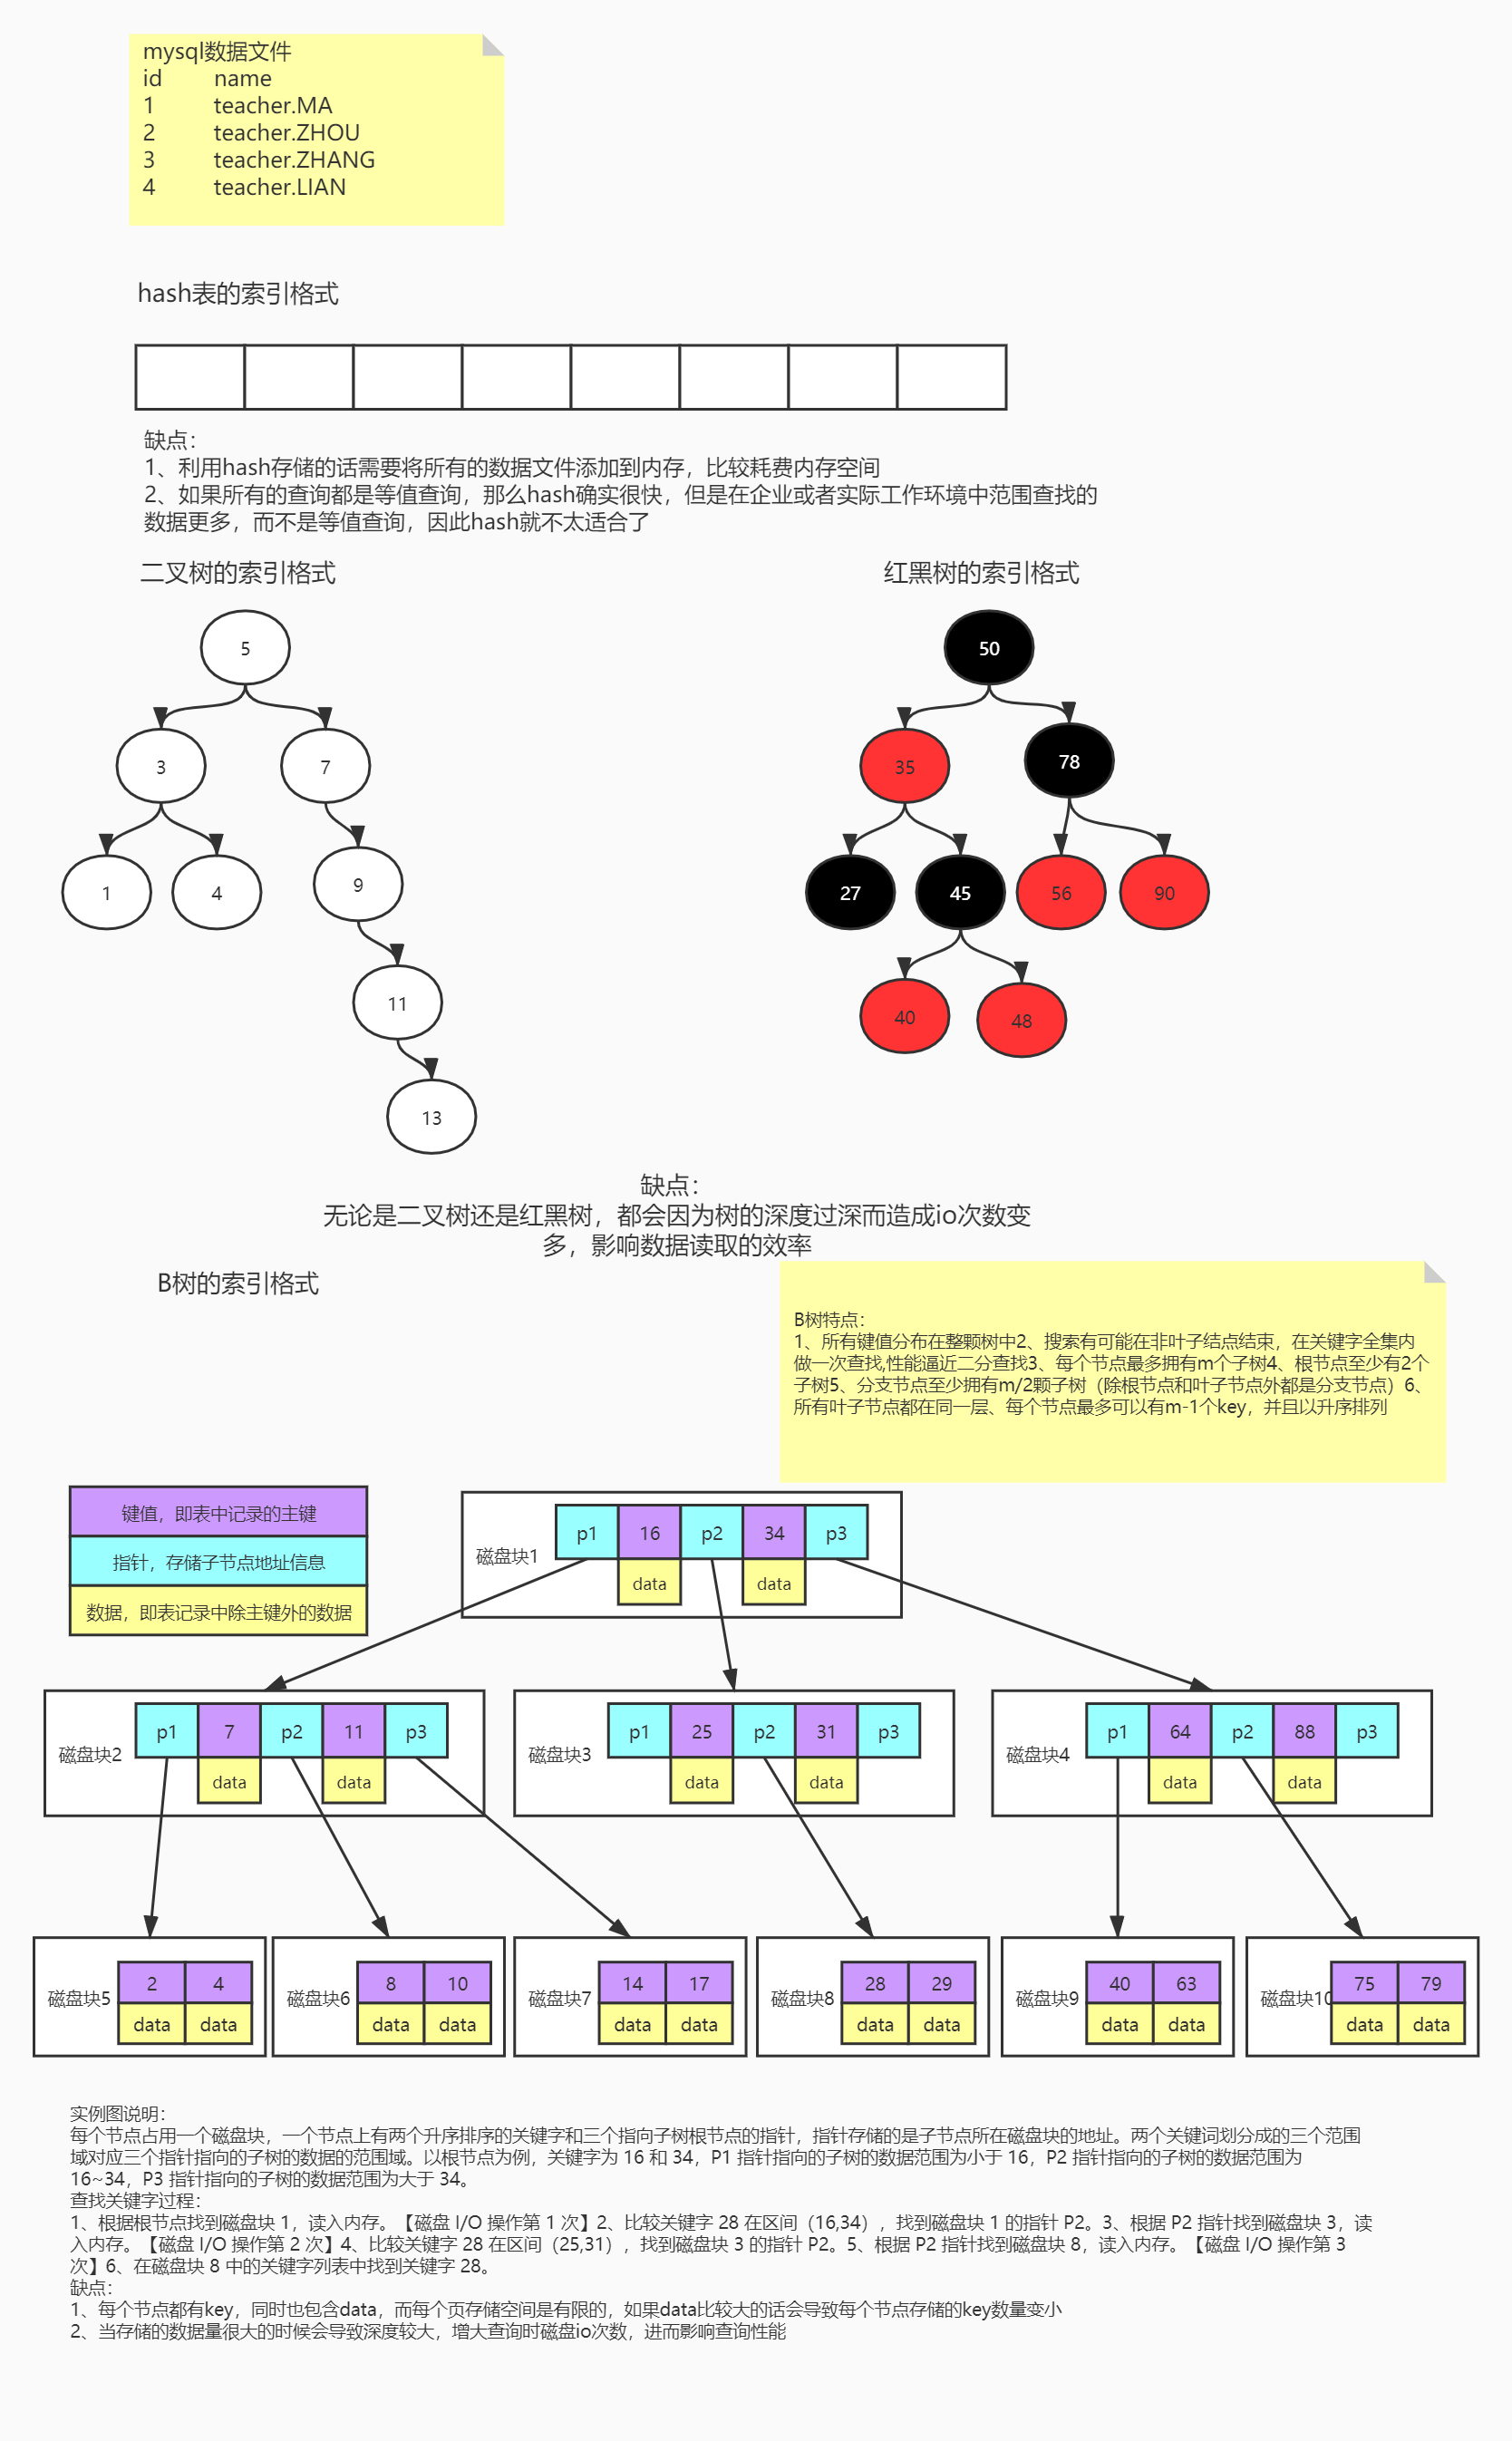 mysql数据文件
id name
1 teacher.MA
2 teacher.ZHOU
3 teacher.ZHANG
4 teacher.LIAN
hash表的索引格式
缺点：
1、利用hash存储的话需要将所有的数据文件添加到内存，比较耗费内存空间
2、如果所有的查询都是等值查询，那么hash确实很快，但是在企业或者实际工作环境中范围查找的
数据更多，而不是等值查询，因此hash就不太适合了
二叉树的索引格式
5
3 7
1 4 9
11
13
红黑树的索引格式
50
35 78
27 45 56 90
40 48
缺点：
无论是二叉树还是红黑树，都会因为树的深度过深而造成io次数变
多，影响数据读取的效率
B树的索引格式
B树特点：
1、所有键值分布在整颗树中2、搜索有可能在非叶子结点结束，在关键字全集内
做一次查找,性能逼近二分查找3、每个节点最多拥有m个子树4、根节点至少有2个
子树5、分支节点至少拥有m/2颗子树（除根节点和叶子节点外都是分支节点）6、
所有叶子节点都在同一层、每个节点最多可以有m-1个key，并且以升序排列
键值，即表中记录的主键
指针，存储子节点地址信息
数据，即表记录中除主键外的数据
磁盘块1 p1 16 p2 34 p3
data data
磁盘块2 p1 7 p2 11 p3
data data
磁盘块3 p1 25 p2 31 p3
data data
磁盘块4 p1 64 p2 88 p3
data data
磁盘块5 2 4
data data
磁盘块6 8 10
data data
磁盘块7 14 17
data data
磁盘块8 28 29
data data
磁盘块9 40 63
data data
磁盘块10 75 79
data data
实例图说明：
每个节点占用一个磁盘块，一个节点上有两个升序排序的关键字和三个指向子树根节点的指针，指针存储的是子节点所在磁盘块的地址。两个关键词划分成的三个范围
域对应三个指针指向的子树的数据的范围域。以根节点为例，关键字为 16 和 34，P1 指针指向的子树的数据范围为小于 16，P2 指针指向的子树的数据范围为
16~34，P3 指针指向的子树的数据范围为大于 34。
查找关键字过程：
1、根据根节点找到磁盘块 1，读入内存。【磁盘 I/O 操作第 1 次】2、比较关键字 28 在区间（16,34），找到磁盘块 1 的指针 P2。3、根据 P2 指针找到磁盘块 3，读
入内存。【磁盘 I/O 操作第 2 次】4、比较关键字 28 在区间（25,31），找到磁盘块 3 的指针 P2。5、根据 P2 指针找到磁盘块 8，读入内存。【磁盘 I/O 操作第 3
次】6、在磁盘块 8 中的关键字列表中找到关键字 28。
缺点：
1、每个节点都有key，同时也包含data，而每个页存储空间是有限的，如果data比较大的话会导致每个节点存储的key数量变小
2、当存储的数据量很大的时候会导致深度较大，增大查询时磁盘io次数，进而影响查询性能